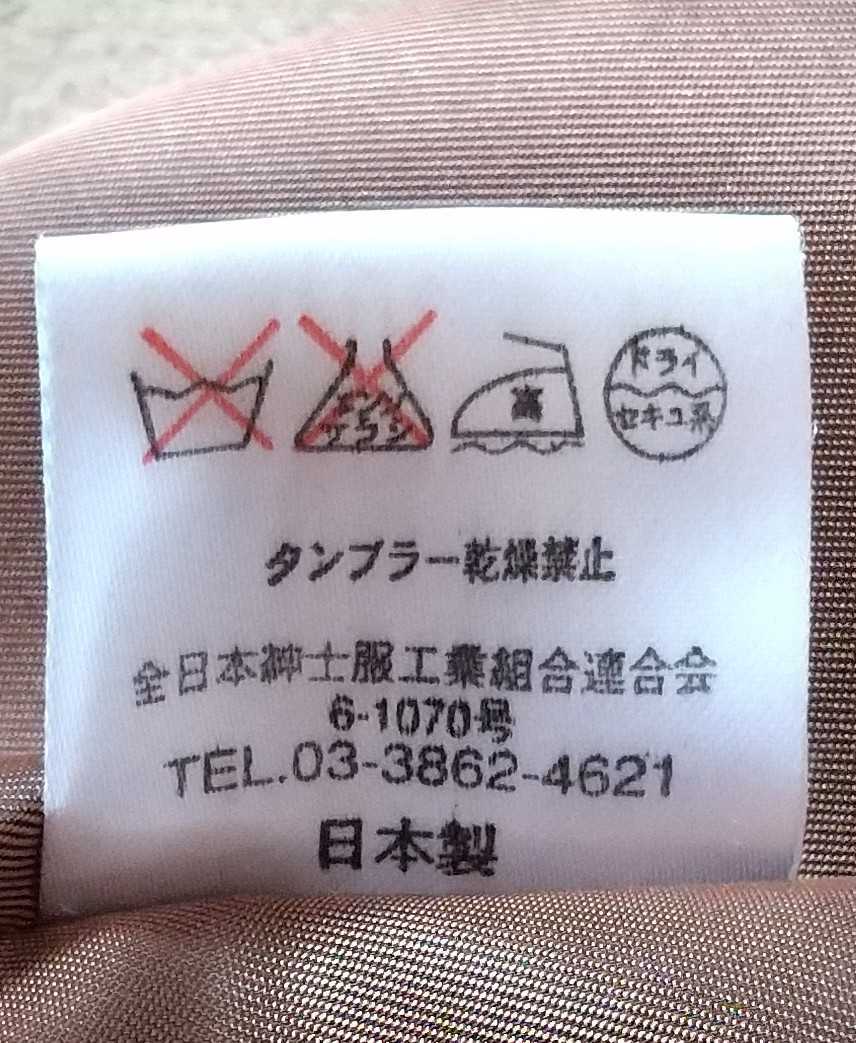 エンソ
サラシ
高
ドライ
セキユ系
タンブラー乾燥禁止
全日本紳士服工業組合連合会
6-1070号
TEL.03-3862-4621
日本製